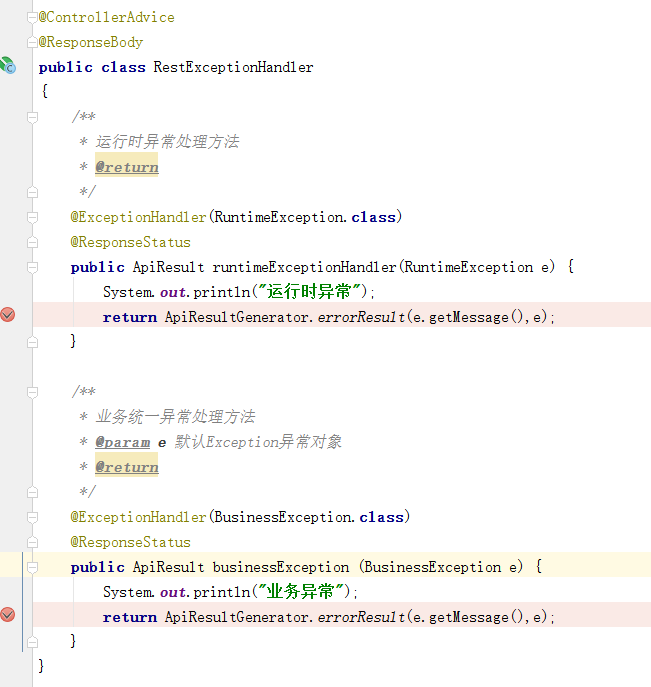 @ControllerAdvice
@ResponseBody
public class RestExceptionHandler
{
/**
* 运行时异常处理方法
* @return
*/
@ExceptionHandler(RuntimeException.class)
@ResponseStatus
public ApiResult runtimeExceptionHandler(RuntimeException e) {
System.out.println("运行时异常");
return ApiResultGenerator.errorResult(e.getMessage(),e);
}
/**
* 业务统一异常处理方法
* @param e 默认Exception异常对象
* @return
*/
@ExceptionHandler(BusinessException.class)
@ResponseStatus
public ApiResult businessException (BusinessException e) {
System.out.println("业务异常");
return ApiResultGenerator.errorResult(e.getMessage(),e);
}
}